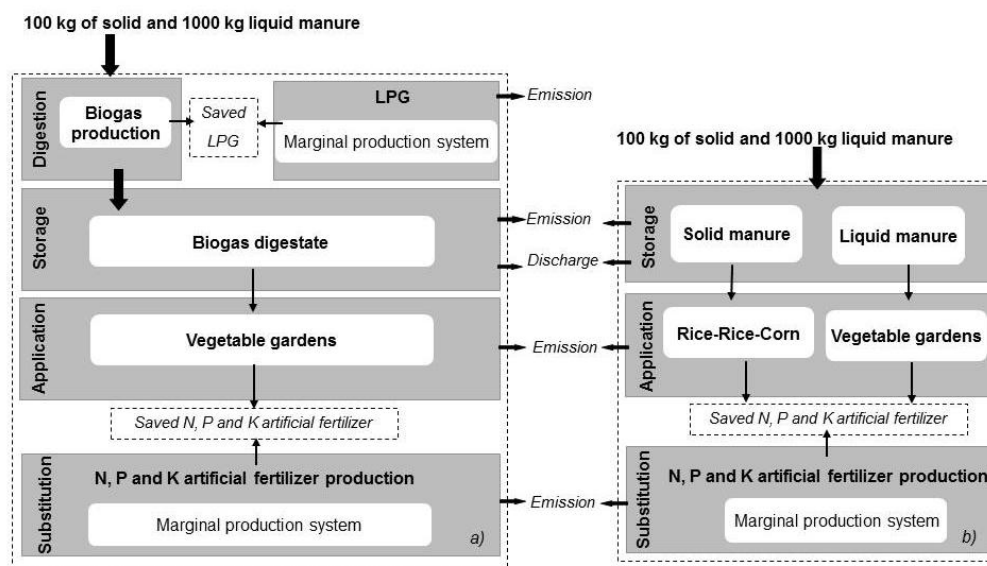 100 kg of solid and 1000 kg liquid manure
Digestion
Biogas
production
Saved
LPG
LPG
Marginal production system
Emission
Storage
Biogas digestate
Emission
Discharge
Application
Vegetable gardens
Emission
Saved N, P and K artificial fertilizer
Substitution
N, P and K artificial fertilizer production
Marginal production system
a)
Emission
100 kg of solid and 1000 kg liquid manure
Storage
Solid manure
Liquid manure
Application
Rice-Rice-Corn
Vegetable gardens
Saved N, P and K artificial fertilizer
Substitution
N, P and K artificial fertilizer production
Marginal production system
b)